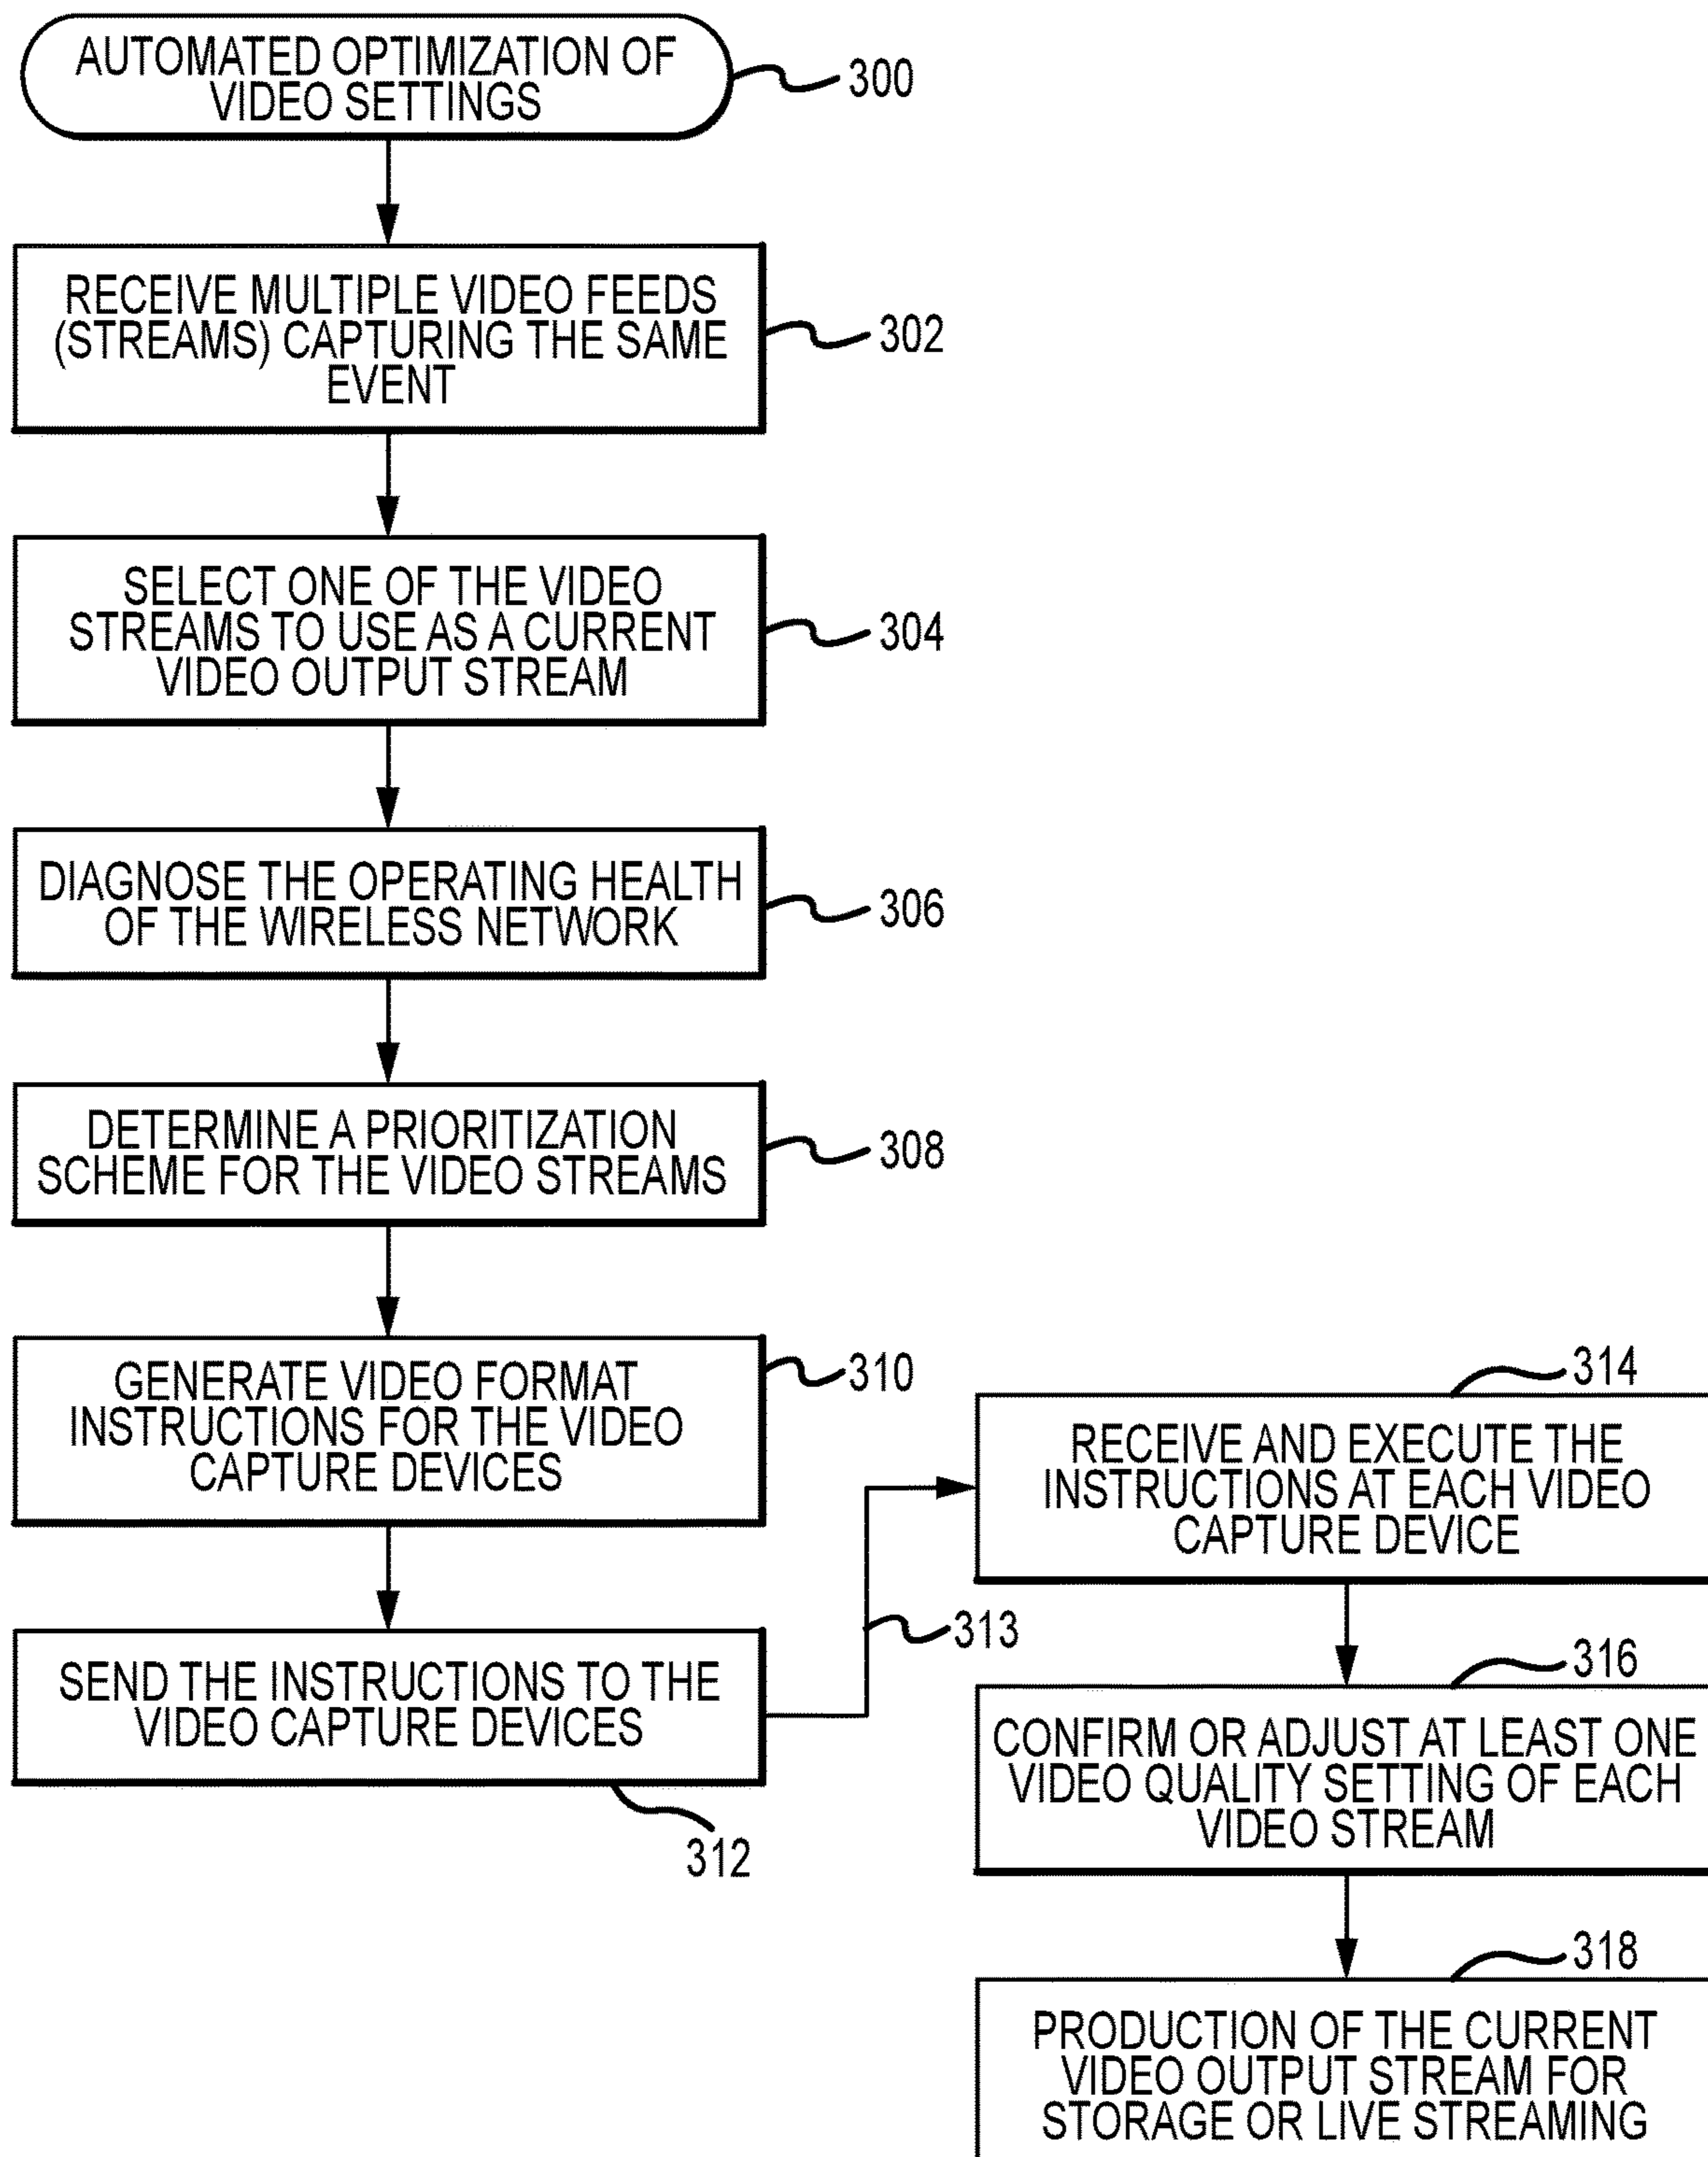 AUTOMATED OPTIMIZATION OF
VIDEO SETTINGS
300
RECEIVE MULTIPLE VIDEO FEEDS
(STREAMS) CAPTURING THE SAME
EVENT
302
SELECT ONE OF THE VIDEO
STREAMS TO USE AS A CURRENT
VIDEO OUTPUT STREAM
304
DIAGNOSE THE OPERATING HEALTH
OF THE WIRELESS NETWORK
306
DETERMINE A PRIORITIZATION
SCHEME FOR THE VIDEO STREAMS
308
GENERATE VIDEO FORMAT
INSTRUCTIONS FOR THE VIDEO
CAPTURE DEVICES
310
SEND THE INSTRUCTIONS TO THE
VIDEO CAPTURE DEVICES
312
313
314
RECEIVE AND EXECUTE THE
INSTRUCTIONS AT EACH VIDEO
CAPTURE DEVICE
316
CONFIRM OR ADJUST AT LEAST ONE
VIDEO QUALITY SETTING OF EACH
VIDEO STREAM
318
PRODUCTION OF THE CURRENT
VIDEO OUTPUT STREAM FOR
STORAGE OR LIVE STREAMING